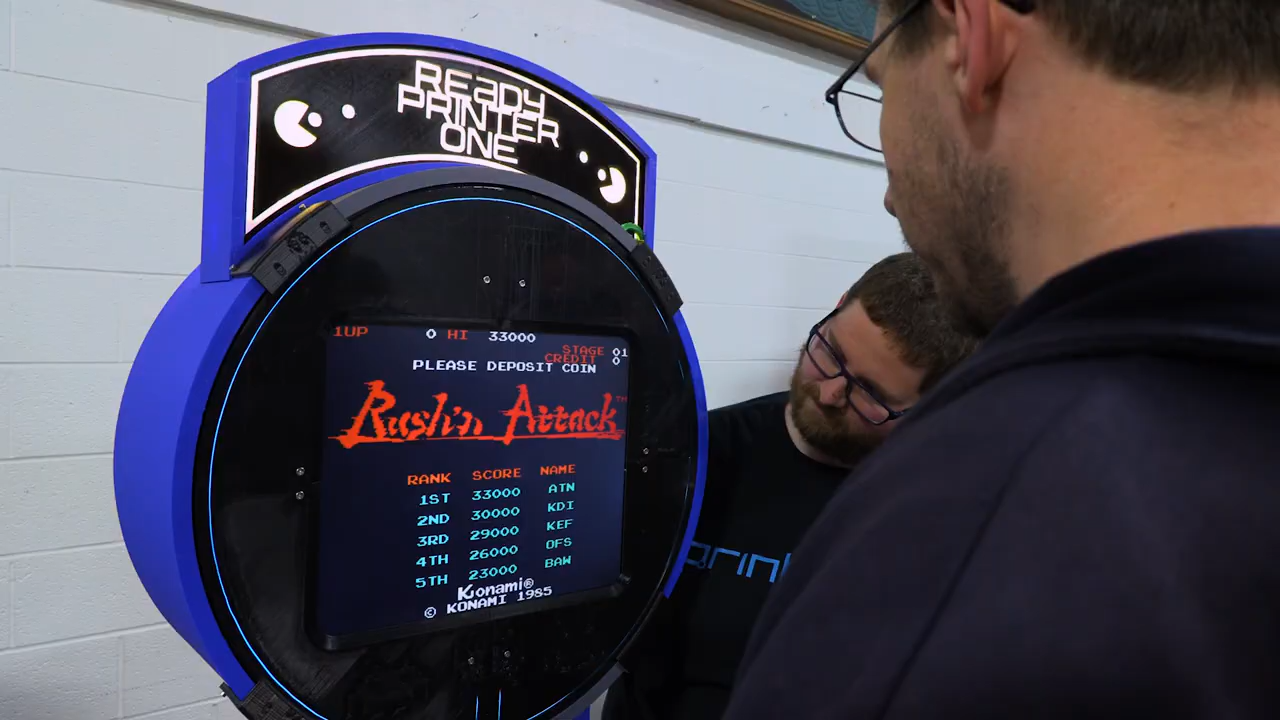 READY
PRINTER
ONE
1UP 0 HI 33000
STAGE 01
CREDIT 0
PLEASE DEPOSIT COIN
Rush'n Attack™
RANK SCORE NAME
1ST 33000 ATN
2ND 30000 KDI
3RD 29000 KEF
4TH 26000 OFS
5TH 23000 BAW
Konami®
© KONAMI 1985